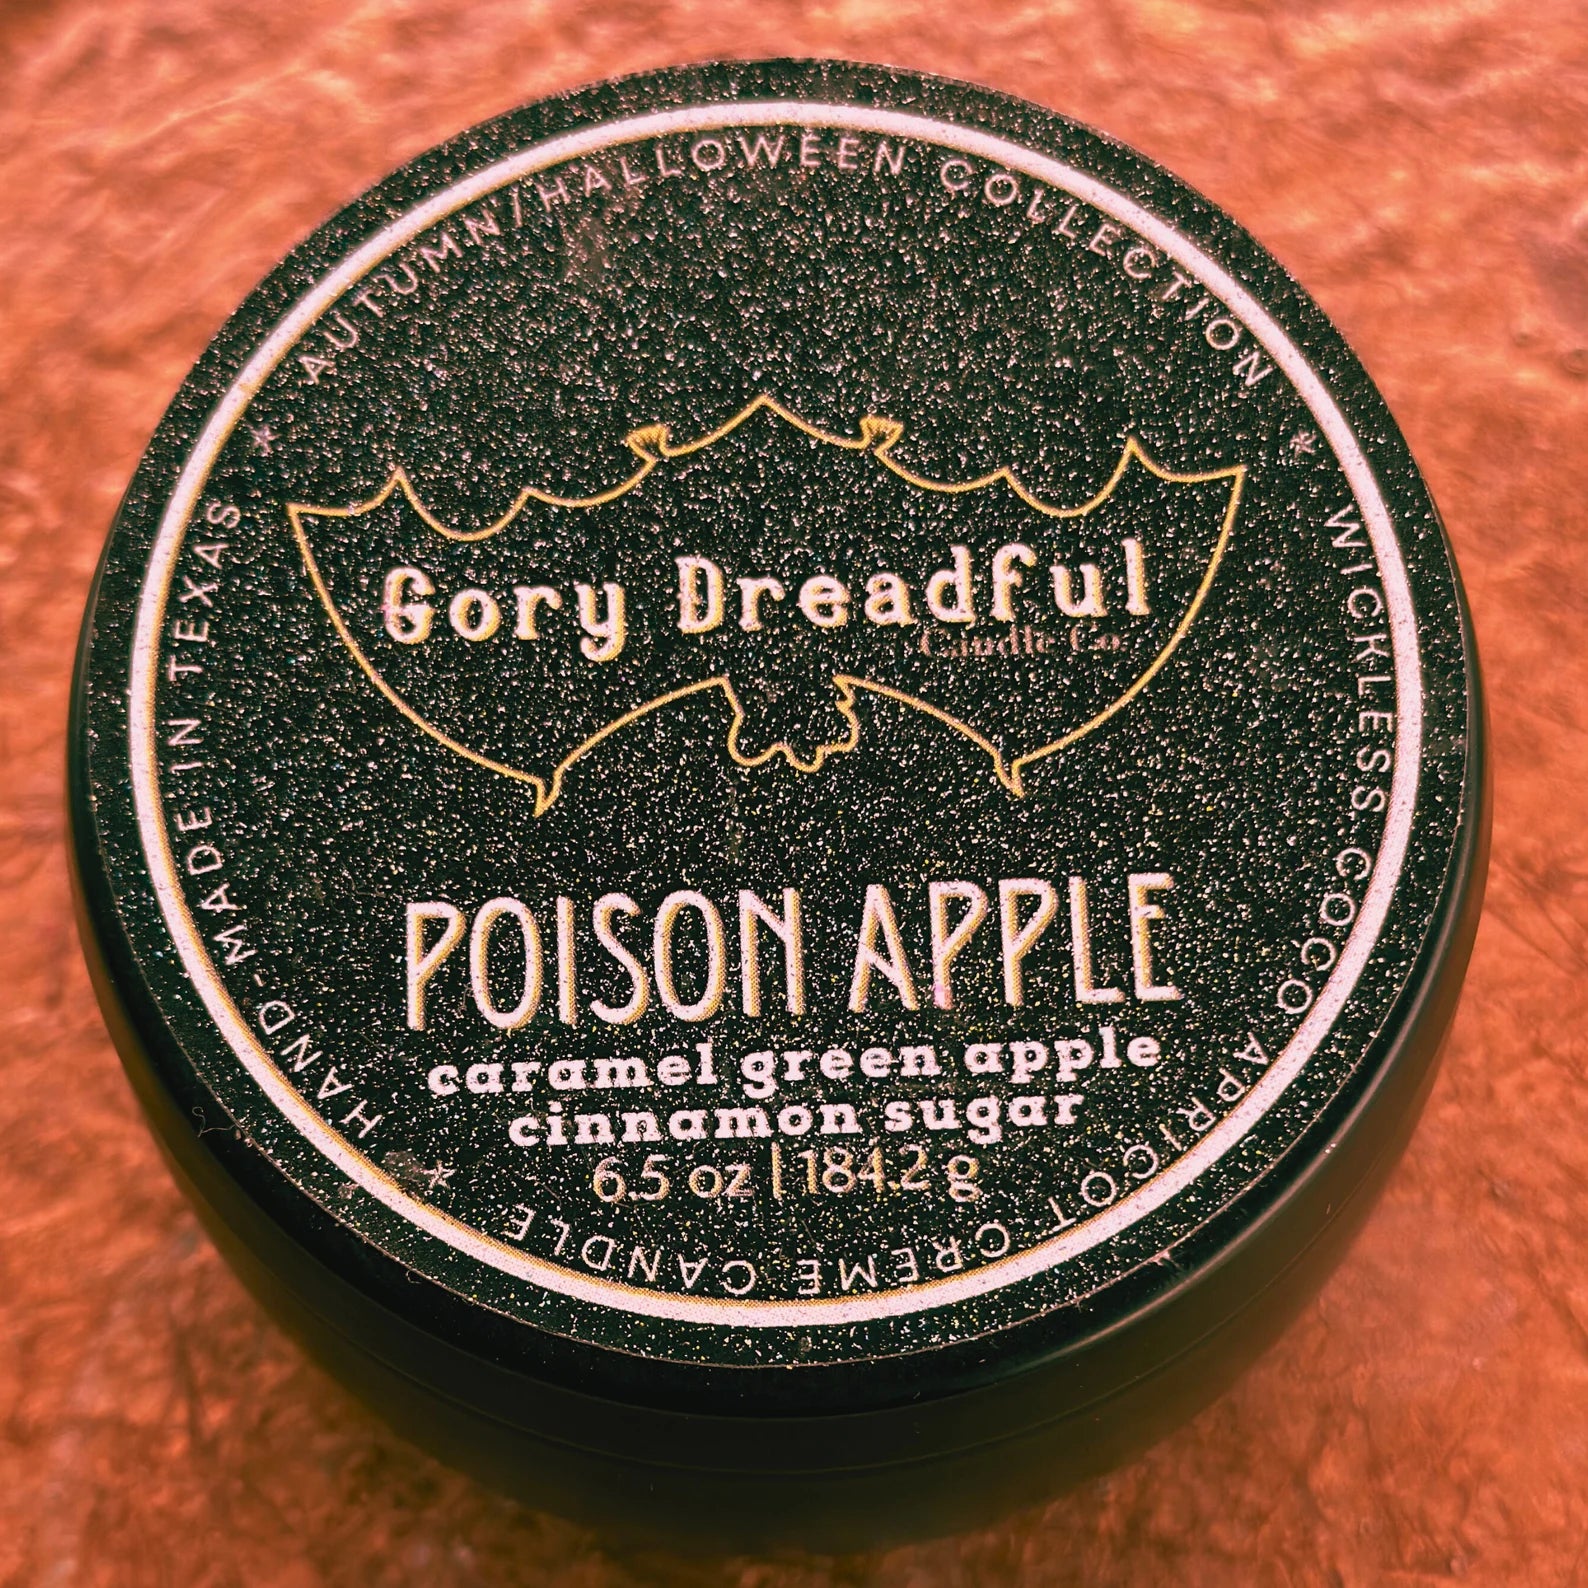 * AUTUMN/HALLOWEEN COLLECTION * WICKLESS COCO APRICOT CREME CANDLE * HAND-MADE IN TEXAS
Gory Dreadful
Candle Co.
POISON APPLE
caramel green apple
cinnamon sugar
6.5 oz | 184.2 g